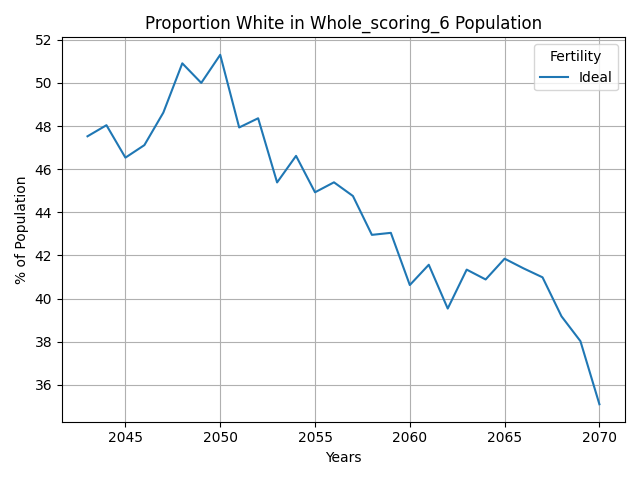 Proportion White in Whole_scoring_6 Population
Fertility
Ideal
% of Population
52
50
48
46
44
42
40
38
36
2045 2050 2055 2060 2065 2070
Years